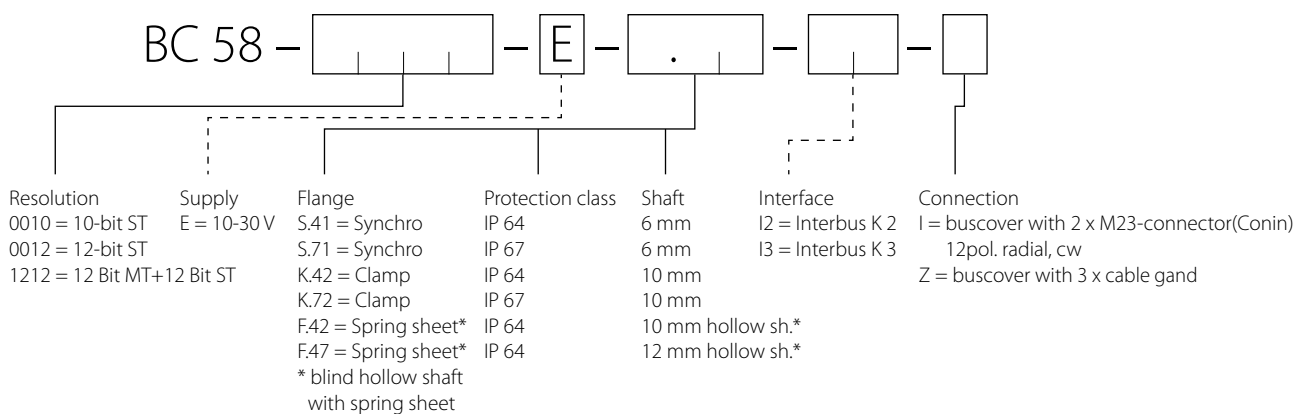 BC 58 – – E – . – –
Resolution Supply Flange Protection class Shaft Interface Connection
0010 = 10-bit ST E = 10-30 V S.41 = Synchro IP 64 6 mm I2 = Interbus K 2 I = buscover with 2 x M23-connector(Conin)
0012 = 12-bit ST S.71 = Synchro IP 67 6 mm I3 = Interbus K 3 12pol. radial, cw
1212 = 12 Bit MT+12 Bit ST K.42 = Clamp IP 64 10 mm Z = buscover with 3 x cable gand
K.72 = Clamp IP 67 10 mm
F.42 = Spring sheet* IP 64 10 mm hollow sh.*
F.47 = Spring sheet* IP 64 12 mm hollow sh.*
* blind hollow shaft
with spring sheet